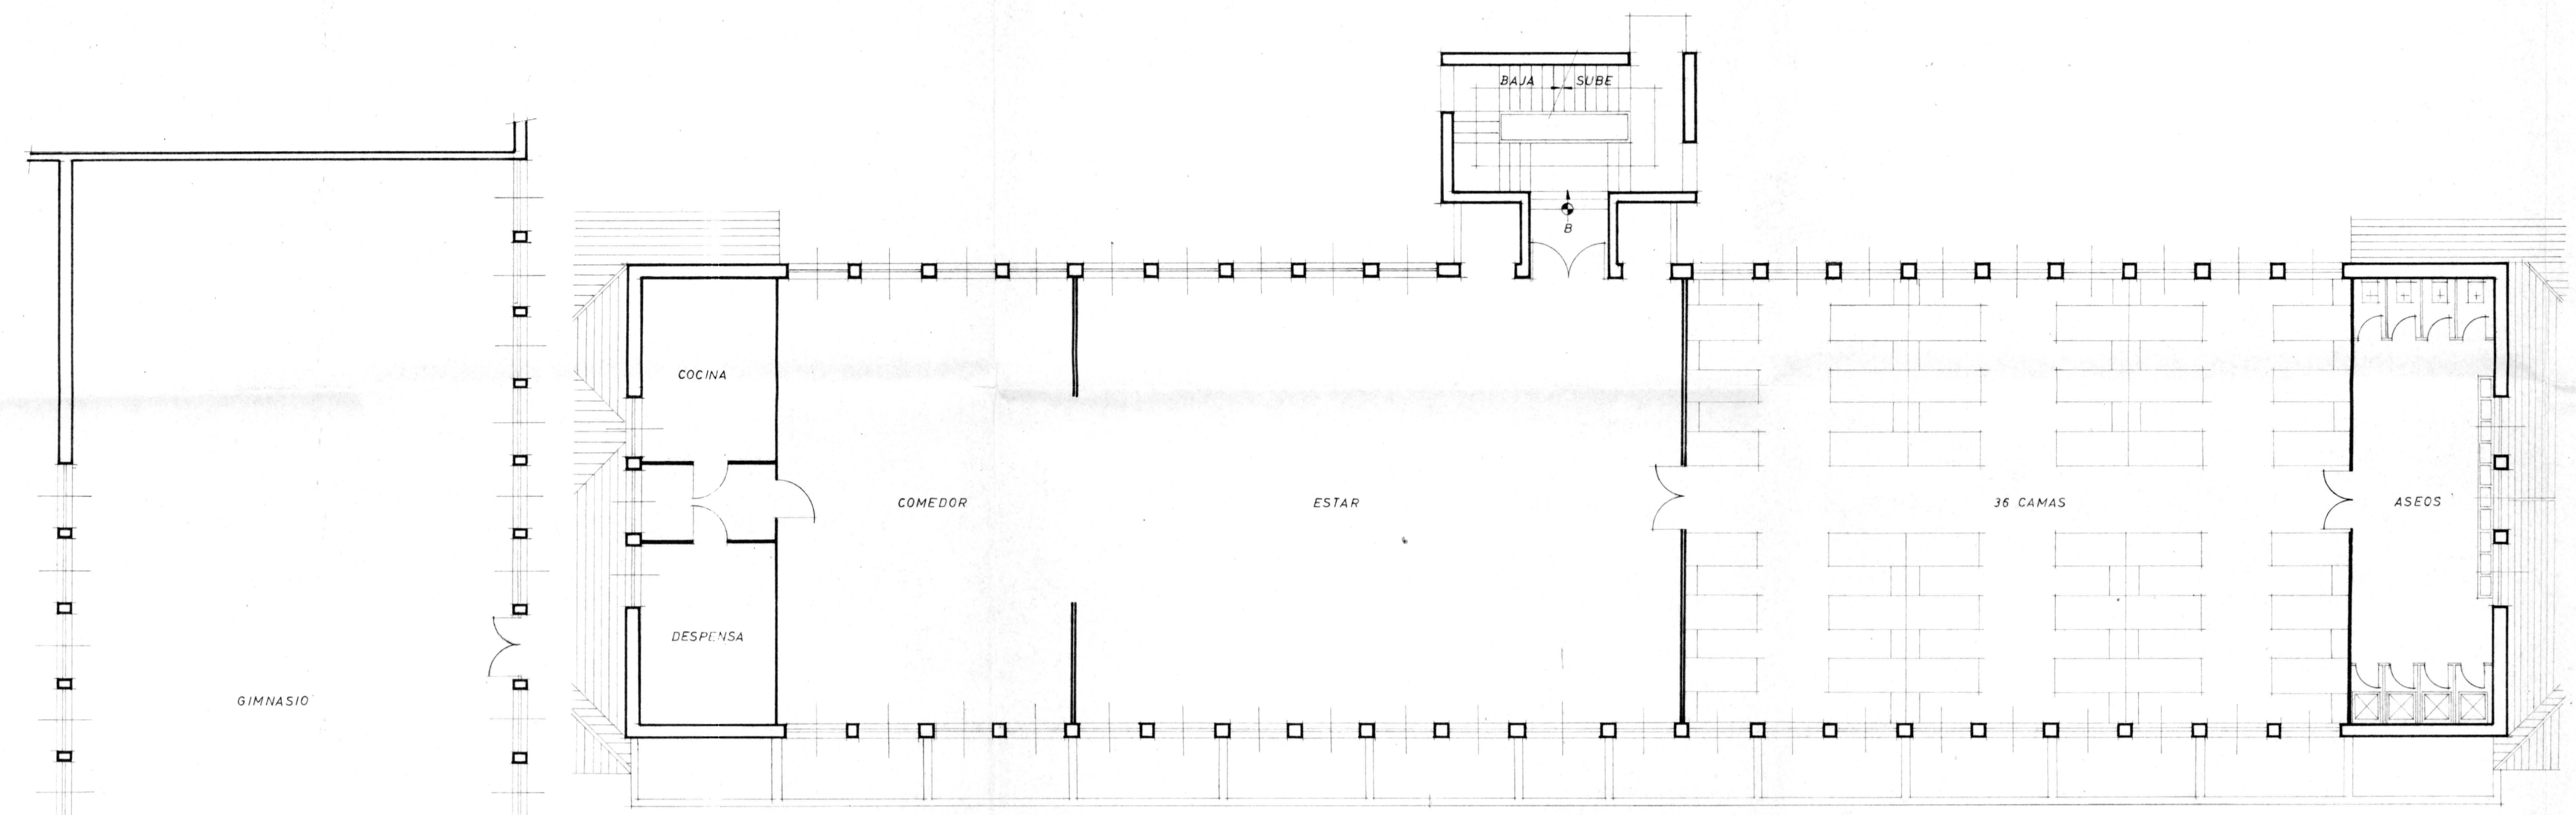 BAJA SUBE
B
COCINA
COMEDOR
ESTAR
36 CAMAS
ASEOS
DESPENSA
GIMNASIO